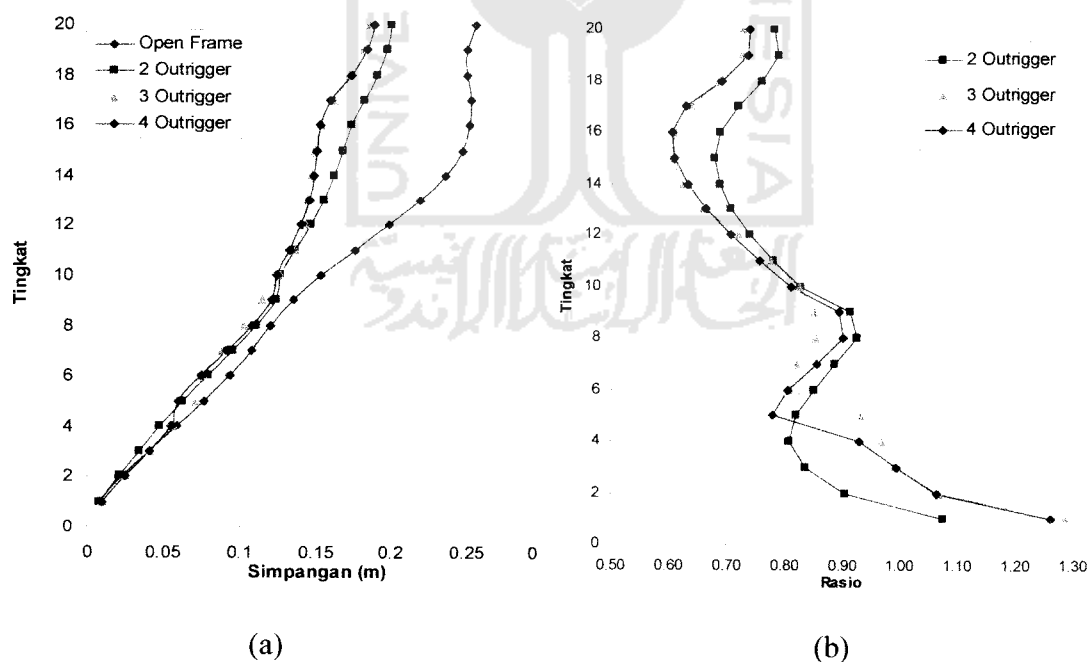 20
18
16
14
12
10
8
6
4
2
0
Tingkat
Open Frame
2 Outrigger
3 Outrigger
4 Outrigger
0
0.05
0.1
0.15
0.2
0.25
0
Simpangan (m)
(a)
20
18
16
14
12
10
8
6
4
2
0
Tingkat
2 Outrigger
3 Outrigger
4 Outrigger
0.50
0.60
0.70
0.80
0.90
1.00
1.10
1.20
1.30
Rasio
(b)